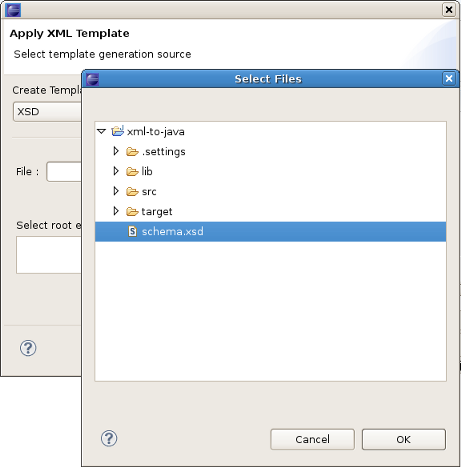 Apply XML Template
Select template generation source
Select Files
Create Templa
XSD
xml-to-java
.settings
lib
File :
src
target
Select root e
schema.xsd
Cancel
OK